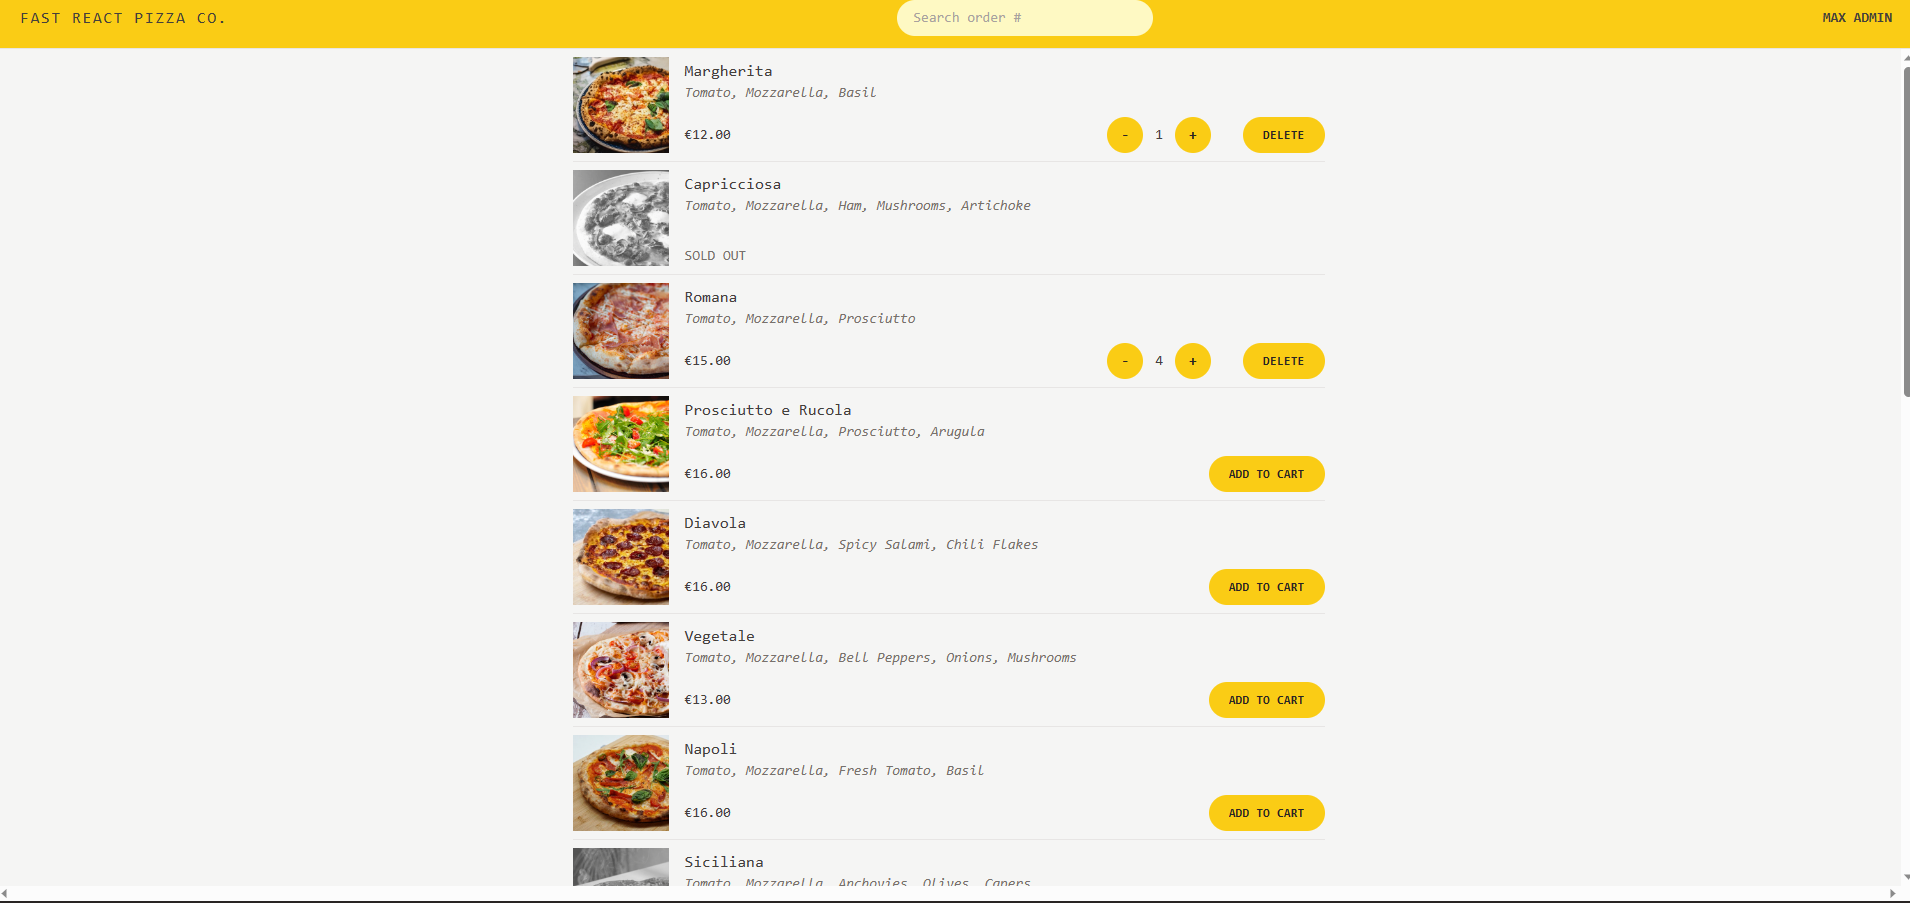 FAST REACT PIZZA CO.
Search order #
MAX ADMIN
Margherita
Tomato, Mozzarella, Basil
€12.00
- 1 + DELETE
Capricciosa
Tomato, Mozzarella, Ham, Mushrooms, Artichoke
SOLD OUT
Romana
Tomato, Mozzarella, Prosciutto
€15.00
- 4 + DELETE
Prosciutto e Rucola
Tomato, Mozzarella, Prosciutto, Arugula
€16.00
ADD TO CART
Diavola
Tomato, Mozzarella, Spicy Salami, Chili Flakes
€16.00
ADD TO CART
Vegetale
Tomato, Mozzarella, Bell Peppers, Onions, Mushrooms
€13.00
ADD TO CART
Napoli
Tomato, Mozzarella, Fresh Tomato, Basil
€16.00
ADD TO CART
Siciliana
Tomato, Mozzarella, Anchovies, Olives, Capers